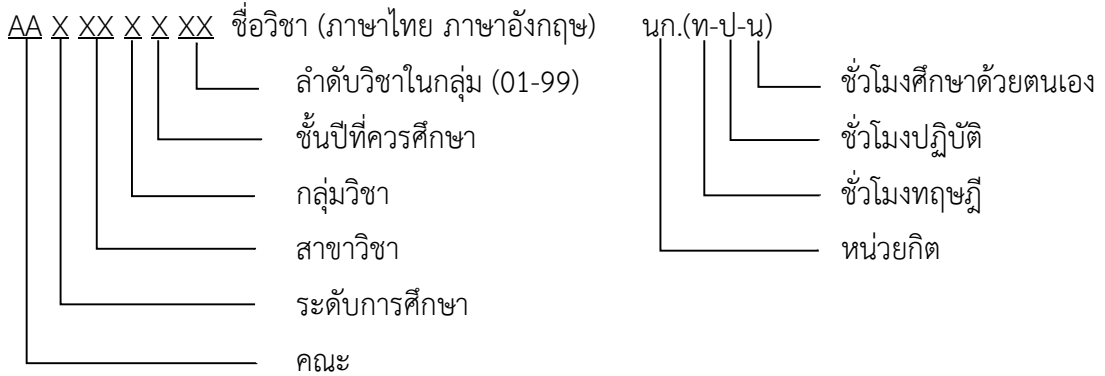 AA X XX X X XX ชื่อวิชา (ภาษาไทย ภาษาอังกฤษ) นก.(ท-ป-น)
ลำดับวิชาในกลุ่ม (01-99) ชั่วโมงศึกษาด้วยตนเอง
ชั้นปีที่ควรศึกษา ชั่วโมงปฏิบัติ
กลุ่มวิชา ชั่วโมงทฤษฎี
สาขาวิชา หน่วยกิต
ระดับการศึกษา
คณะ